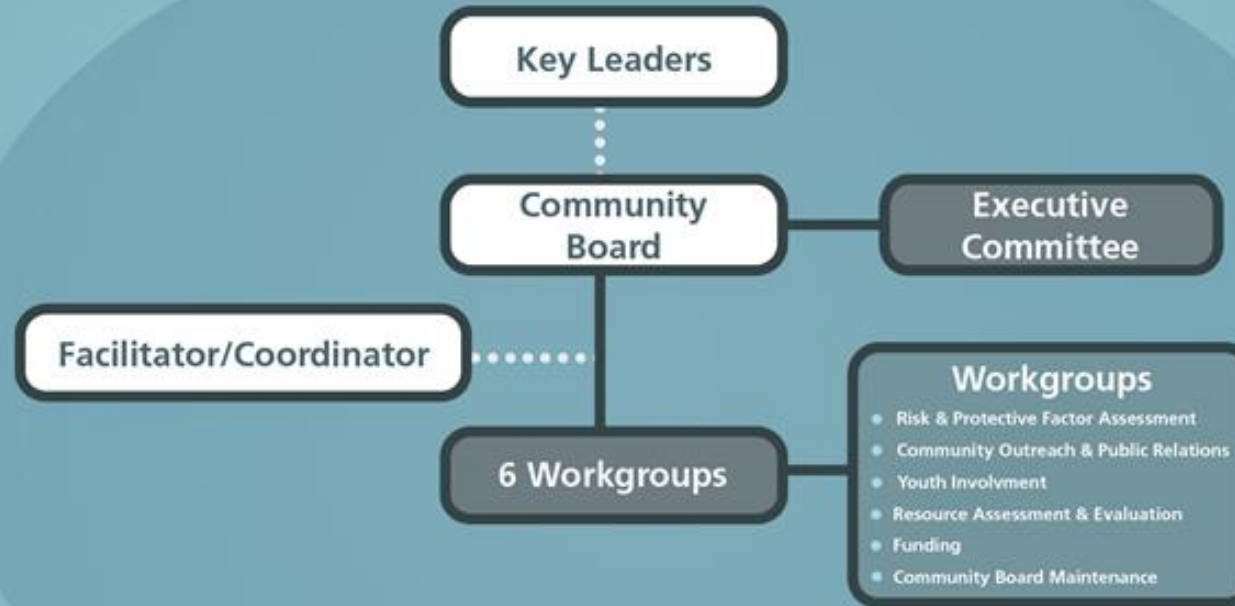 Key Leaders
Community
Board
Executive
Committee
Facilitator/Coordinator
6 Workgroups
Workgroups
Risk & Protective Factor Assessment
Community Outreach & Public Relations
Youth Involvment
Resource Assessment & Evaluation
Funding
Community Board Maintenance